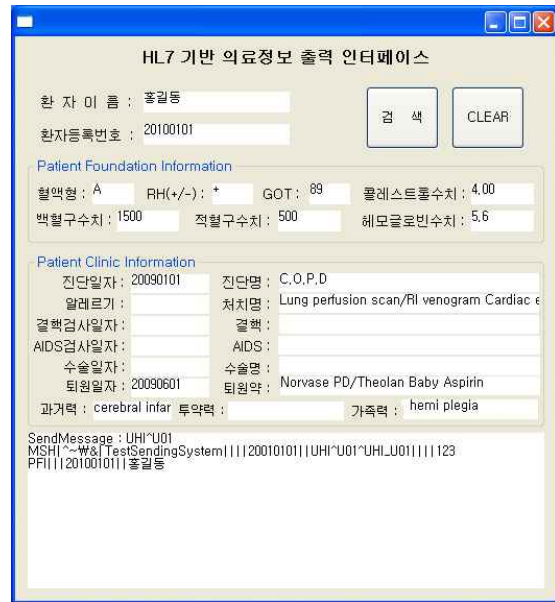 HL7 기반 의료정보 출력 인터페이스
환 자 이 름 : 홍길동
검 색 CLEAR
환자등록번호 : 20100101
Patient Foundation Information
혈액형 : A RH(+/-) : + GOT : 89 콜레스트롤수치 : 4.00
백혈구수치 : 1500 적혈구수치 : 500 헤모글로빈수치 : 5.6
Patient Clinic Information
진단일자 : 20090101 진단명 : C.O.P.D
알레르기 : 처치명 : Lung perfusion scan/RI venogram Cardiac e
결핵검사일자 : 결핵 :
AIDS검사일자 : AIDS :
수술일자 : 수술명 :
퇴원일자 : 20090601 퇴원약 : Norvase PD/Theolan Baby Aspirin
과거력 : cerebral infar 투약력 : 가족력 : hemi plegia
SendMessage : UHI^U01
MSH|^~₩&|TestSendingSystem||||20010101||UHI^U01^UHI_U01||||123
PFI|||20100101||홍길동